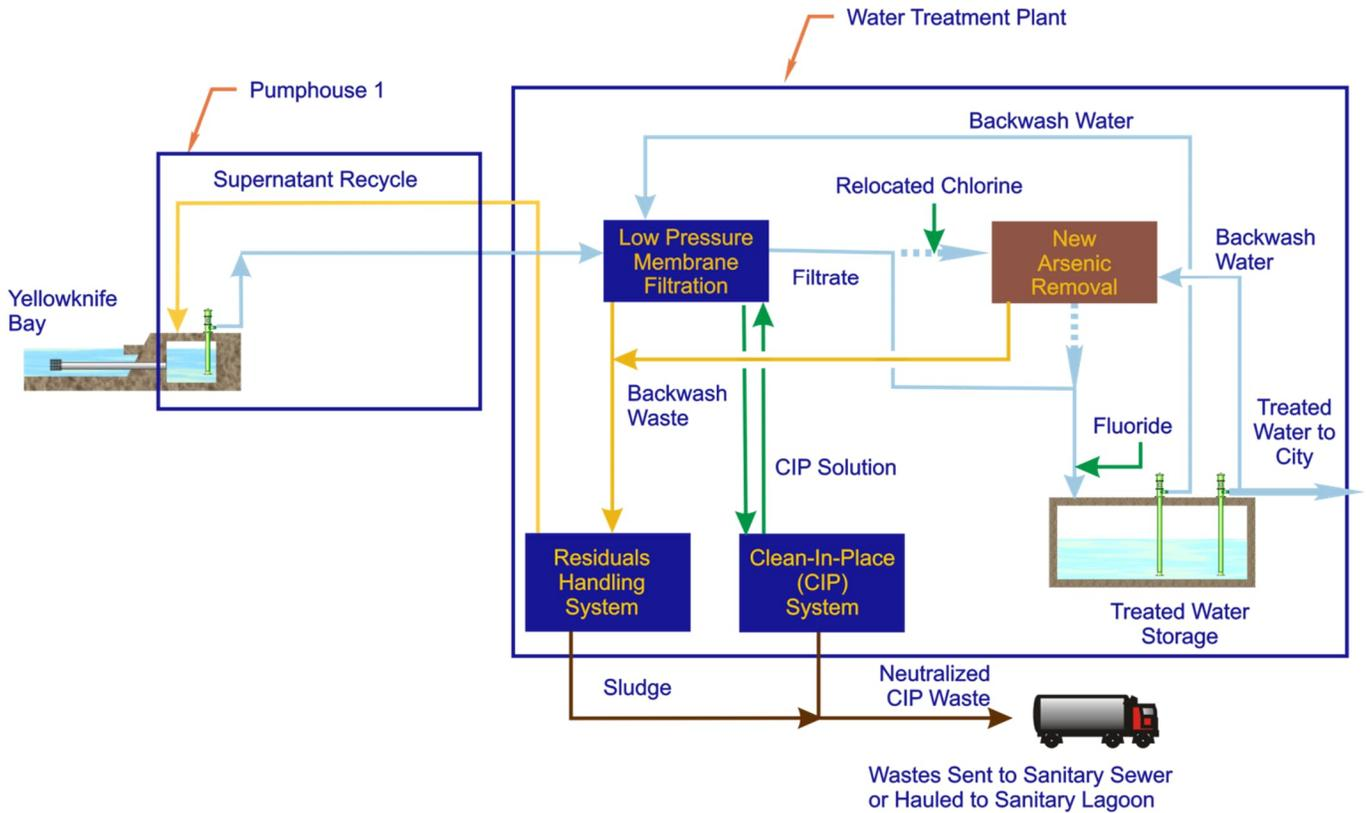 Water Treatment Plant
Pumphouse 1
Backwash Water
Supernatant Recycle
Relocated Chlorine
Low Pressure
Membrane
Filtration
Filtrate
New
Arsenic
Removal
Backwash
Water
Yellowknife
Bay
Backwash
Waste
CIP Solution
Fluoride
Treated
Water to
City
Residuals
Handling
System
Clean-In-Place
(CIP)
System
Treated Water
Storage
Sludge
Neutralized
CIP Waste
Wastes Sent to Sanitary Sewer
or Hauled to Sanitary Lagoon